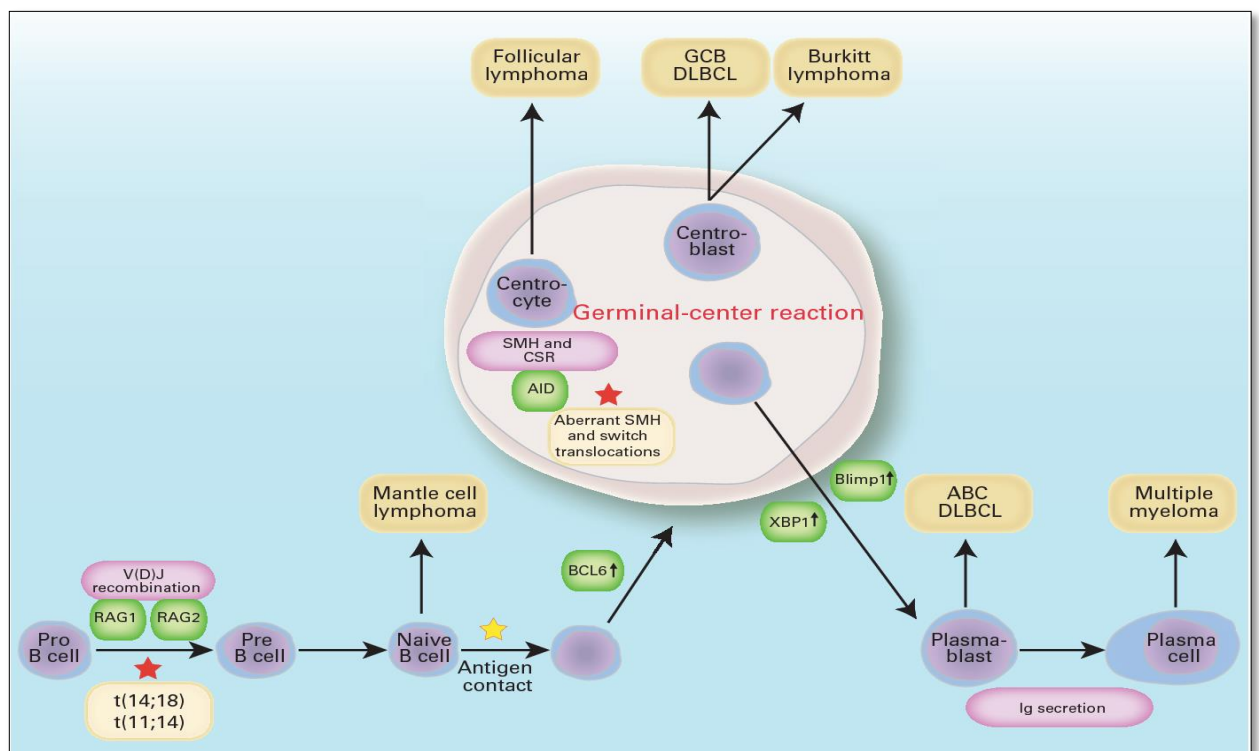 Follicular
lymphoma
GCB
DLBCL
Burkitt
lymphoma
Centro-
blast
Centro-
cyte
Germinal-center reaction
SMH and
CSR
AID
Aberrant SMH
and switch
translocations
Mantle cell
lymphoma
Blimp1↑
XBP1↑
ABC
DLBCL
Multiple
myeloma
BCL6↑
V(D)J
recombination
RAG1
RAG2
Pro
B cell
Pre
B cell
Naive
B cell
Antigen
contact
Plasma-
blast
Plasma
cell
t(14;18)
t(11;14)
Ig secretion